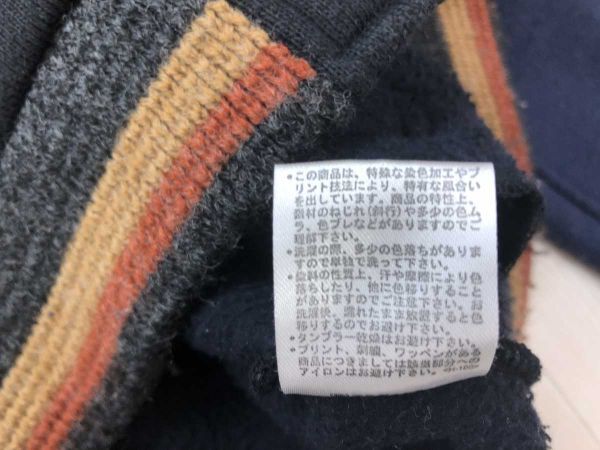 •この商品は、特殊な染色加工やプ
リント技法により、特有な風合い
を出しています。商品の特性上、
素材のねじれ(斜行)や多少の色ム
ラ、色ブレなどがありますのでご
理解下さい。
•洗濯の際、多少の色落ちがありま
すので単独で洗って下さい。
•染料の性質上、汗や摩擦により色
落ちしたり、他に色移りすること
がありますのでご注意下さい。お
洗濯後、濡れたまま放置すると色
移りするのでお避け下さい。
•タンブラー乾燥はお避け下さい。
•プリント、刺繍、ワッペンがある
商品につきましては該当部分への
アイロンはお避け下さい。